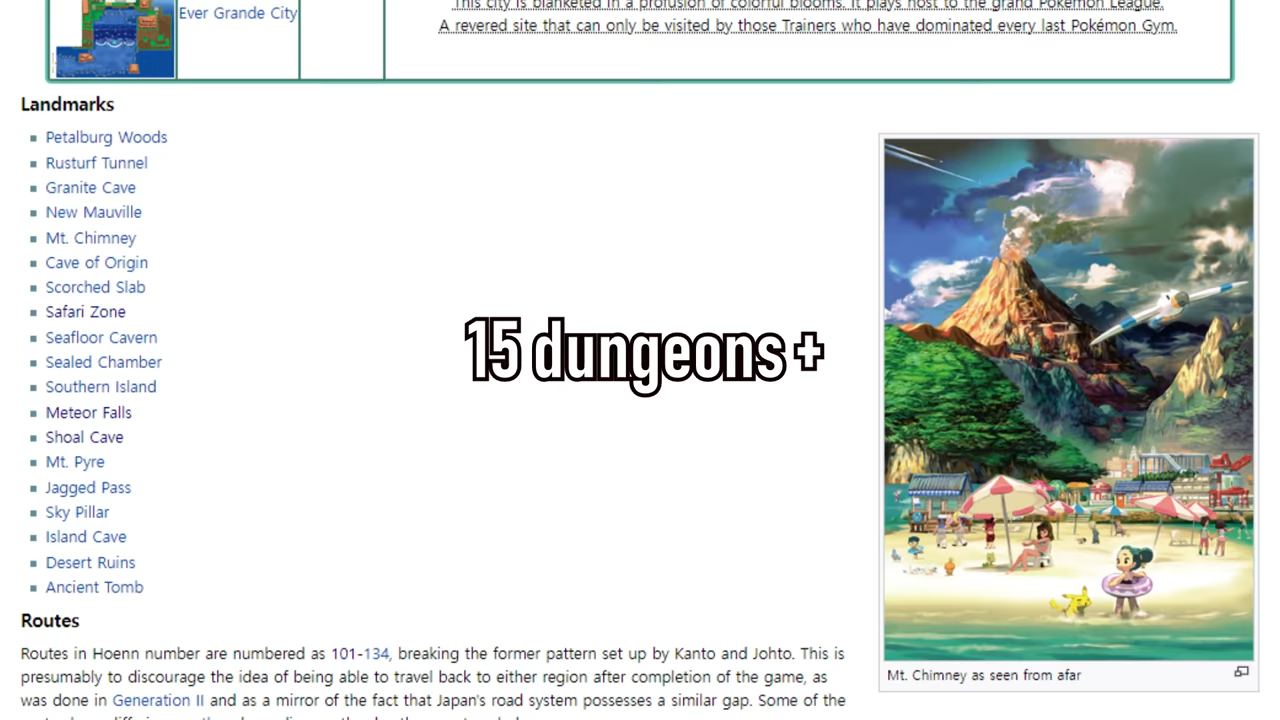 Ever Grande City
This city is blanketed in a profusion of colorful blooms. It plays host to the grand Pokémon League.
A revered site that can only be visited by those Trainers who have dominated every last Pokémon Gym.
Landmarks
Petalburg Woods
Rusturf Tunnel
Granite Cave
New Mauville
Mt. Chimney
Cave of Origin
Scorched Slab
Safari Zone
Seafloor Cavern
Sealed Chamber
Southern Island
Meteor Falls
Shoal Cave
Mt. Pyre
Jagged Pass
Sky Pillar
Island Cave
Desert Ruins
Ancient Tomb
15 dungeons +
Mt. Chimney as seen from afar
Routes
Routes in Hoenn number are numbered as 101-134, breaking the former pattern set up by Kanto and Johto. This is
presumably to discourage the idea of being able to travel back to either region after completion of the game, as
was done in Generation II and as a mirror of the fact that Japan's road system possesses a similar gap. Some of the